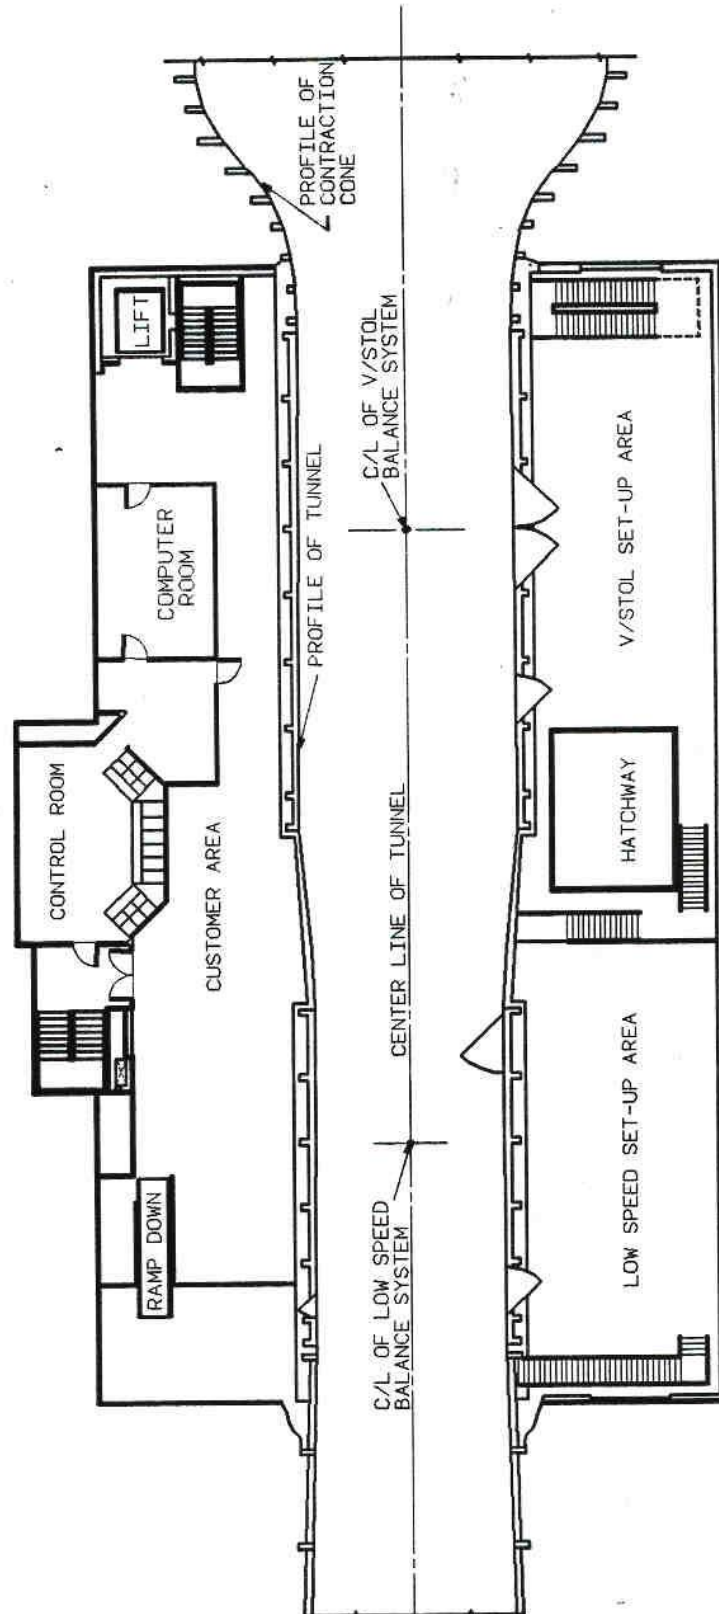 PROFILE OF
CONTRACTION
CONE
LIFT
C/L OF V/STOL
BALANCE SYSTEM
PROFILE OF TUNNEL
COMPUTER
ROOM
V/STOL SET-UP AREA
CONTROL ROOM
CUSTOMER AREA
CENTER LINE OF TUNNEL
HATCHWAY
RAMP DOWN
C/L OF LOW SPEED
BALANCE SYSTEM
LOW SPEED SET-UP AREA